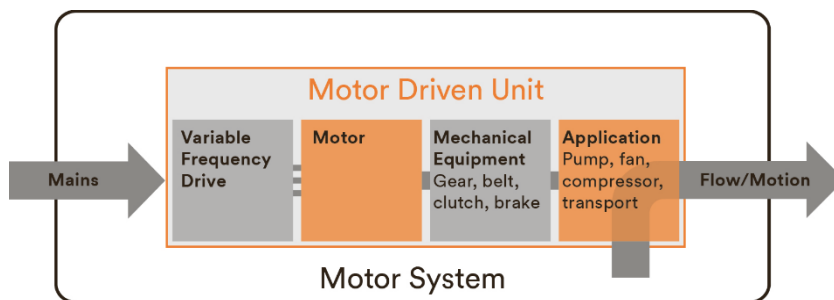 Motor Driven Unit
Mains
Variable
Frequency
Drive
Motor
Mechanical
Equipment
Gear, belt,
clutch, brake
Application
Pump, fan,
compressor,
transport
Flow/Motion
Motor System